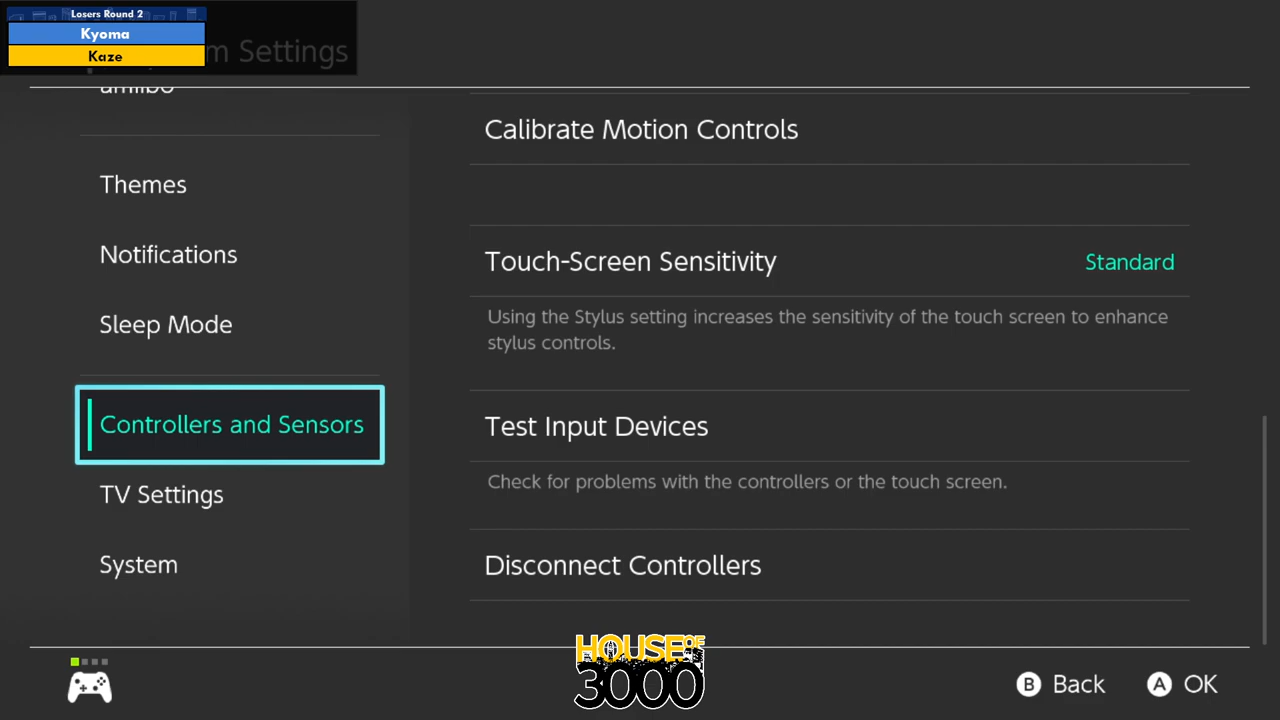 Losers Round 2
Kyoma
Kaze
m Settings
amiibo
Themes
Notifications
Sleep Mode
Controllers and Sensors
TV Settings
System
Calibrate Motion Controls
Touch-Screen Sensitivity
Standard
Using the Stylus setting increases the sensitivity of the touch screen to enhance
stylus controls.
Test Input Devices
Check for problems with the controllers or the touch screen.
Disconnect Controllers
HOUSE OF
3000
B Back
A OK